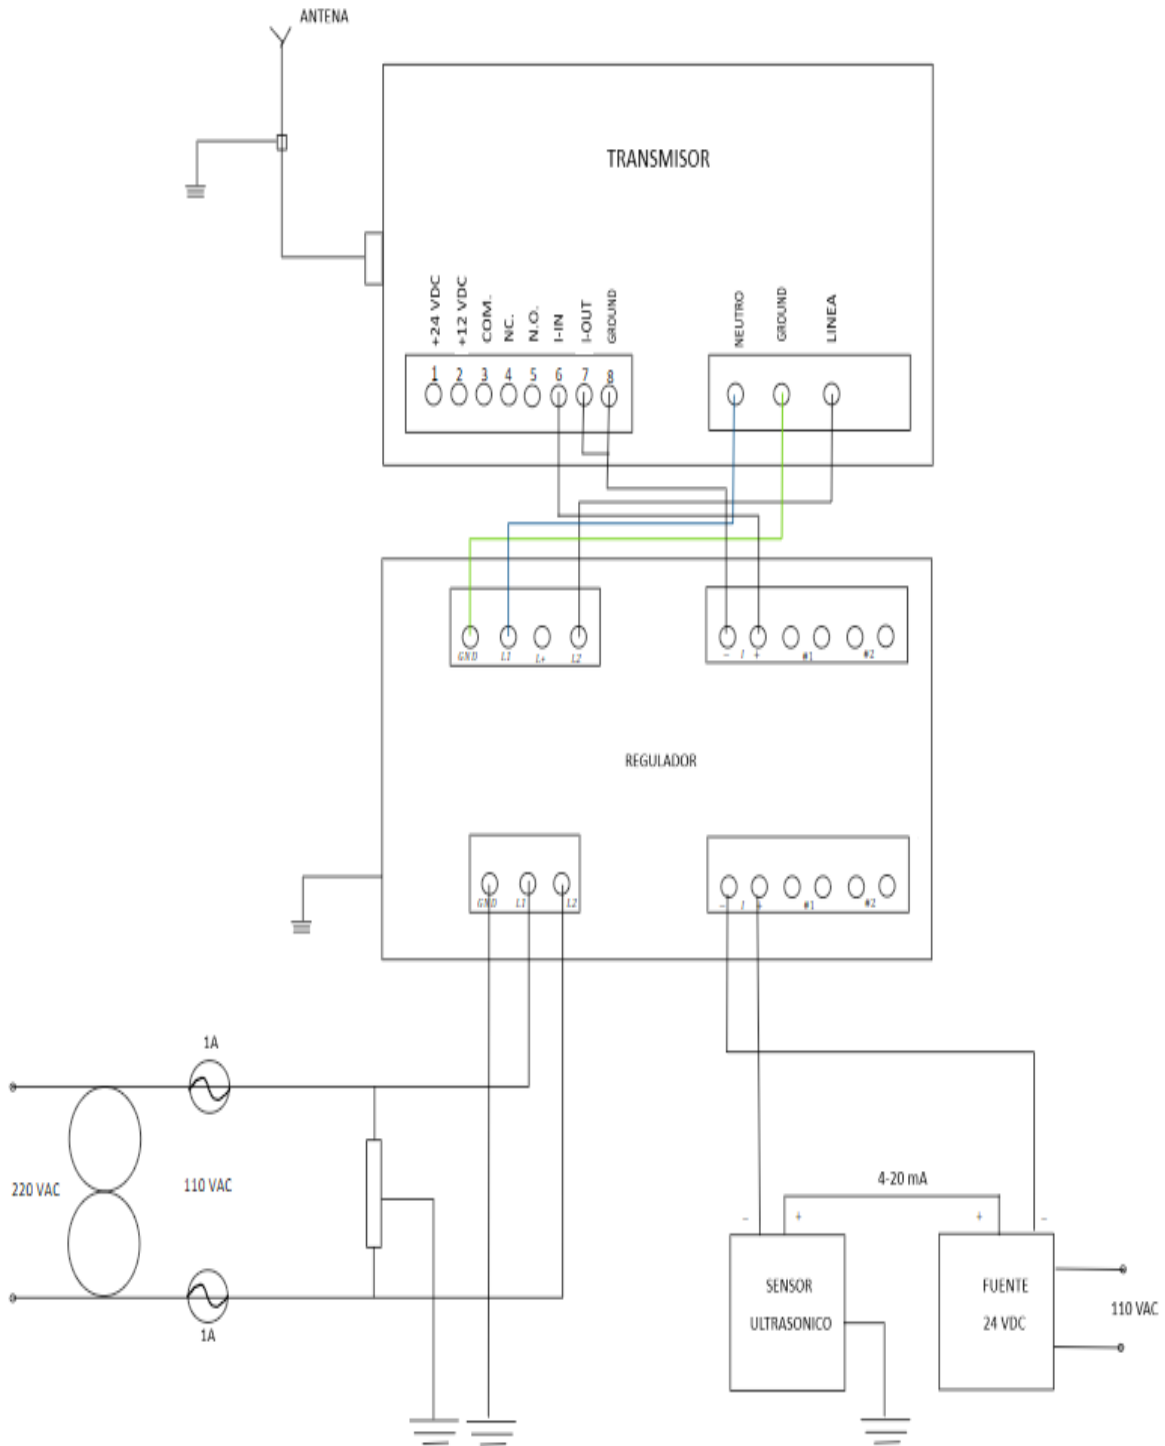 ANTENA
TRANSMISOR
+24 VDC
+12 VDC
COM.
NC.
N.O.
I-IN
I-OUT
GROUND
NEUTRO
GROUND
LINEA
1 2 3 4 5 6 7 8
GND L1 L+ L2
- I + #1 #2
REGULADOR
GND L1 L2
- I + #1 #2
1A
220 VAC
110 VAC
1A
4-20 mA
- +
+ -
SENSOR
ULTRASONICO
FUENTE
24 VDC
110 VAC